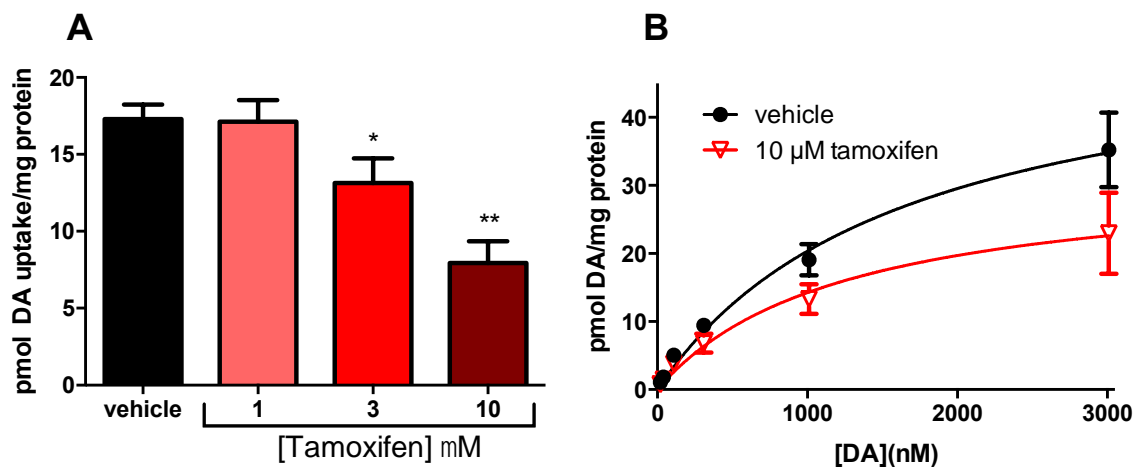 A
pmol DA uptake/mg protein
20
15
10
5
0
*
**
vehicle
1
3
10
[Tamoxifen] mM
B
pmol DA/mg protein
40
30
20
10
0
vehicle
10 µM tamoxifen
0
1000
2000
3000
[DA](nM)